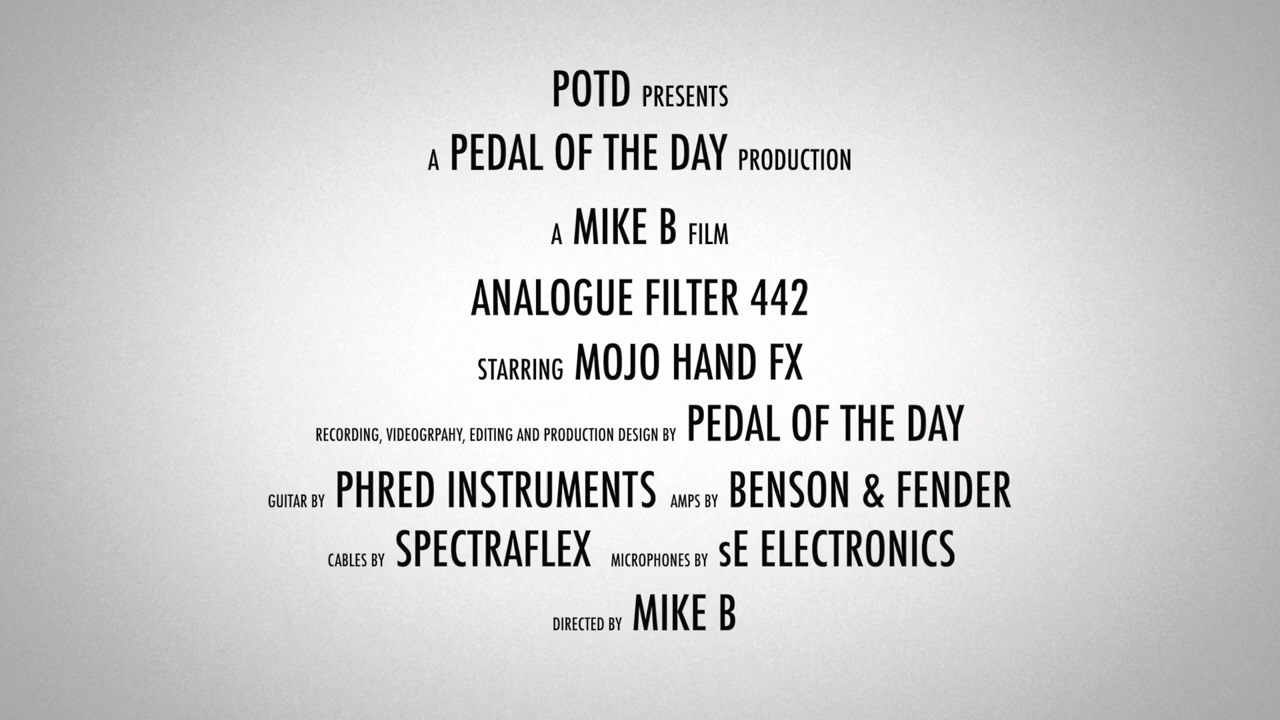 POTD PRESENTS
A PEDAL OF THE DAY PRODUCTION
A MIKE B FILM
ANALOGUE FILTER 442
STARRING MOJO HAND FX
RECORDING, VIDEOGRPAHY, EDITING AND PRODUCTION DESIGN BY PEDAL OF THE DAY
GUITAR BY PHRED INSTRUMENTS AMPS BY BENSON & FENDER
CABLES BY SPECTRAFLEX MICROPHONES BY sE ELECTRONICS
DIRECTED BY MIKE B